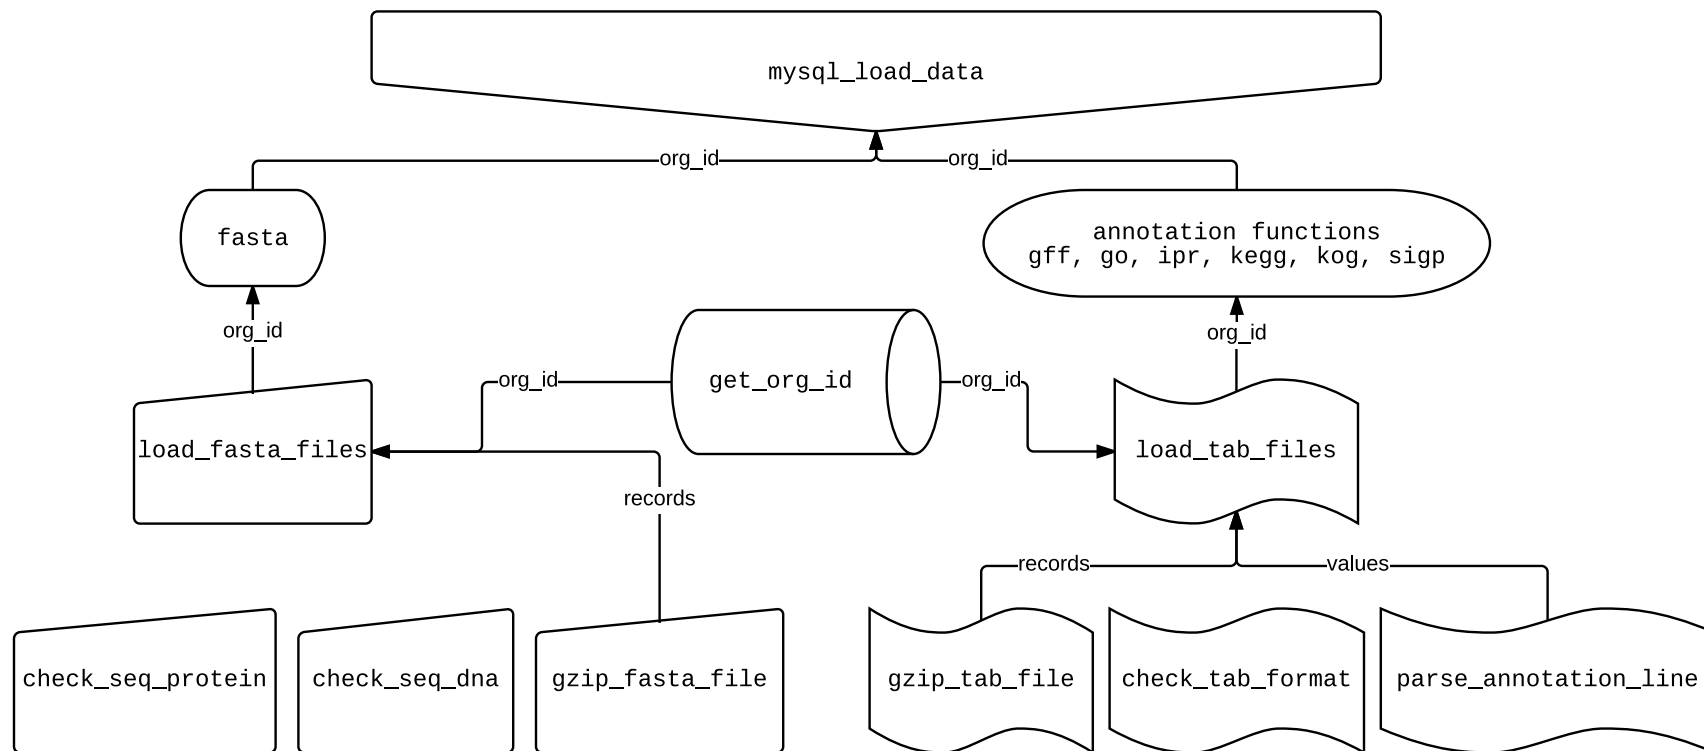 mysql_load_data
org_id
org_id
fasta
annotation functions
gff, go, ipr, kegg, kog, sigp
org_id
org_id
get_org_id
org_id
org_id
load_fasta_files
load_tab_files
records
records
values
check_seq_protein
check_seq_dna
gzip_fasta_file
gzip_tab_file
check_tab_format
parse_annotation_line